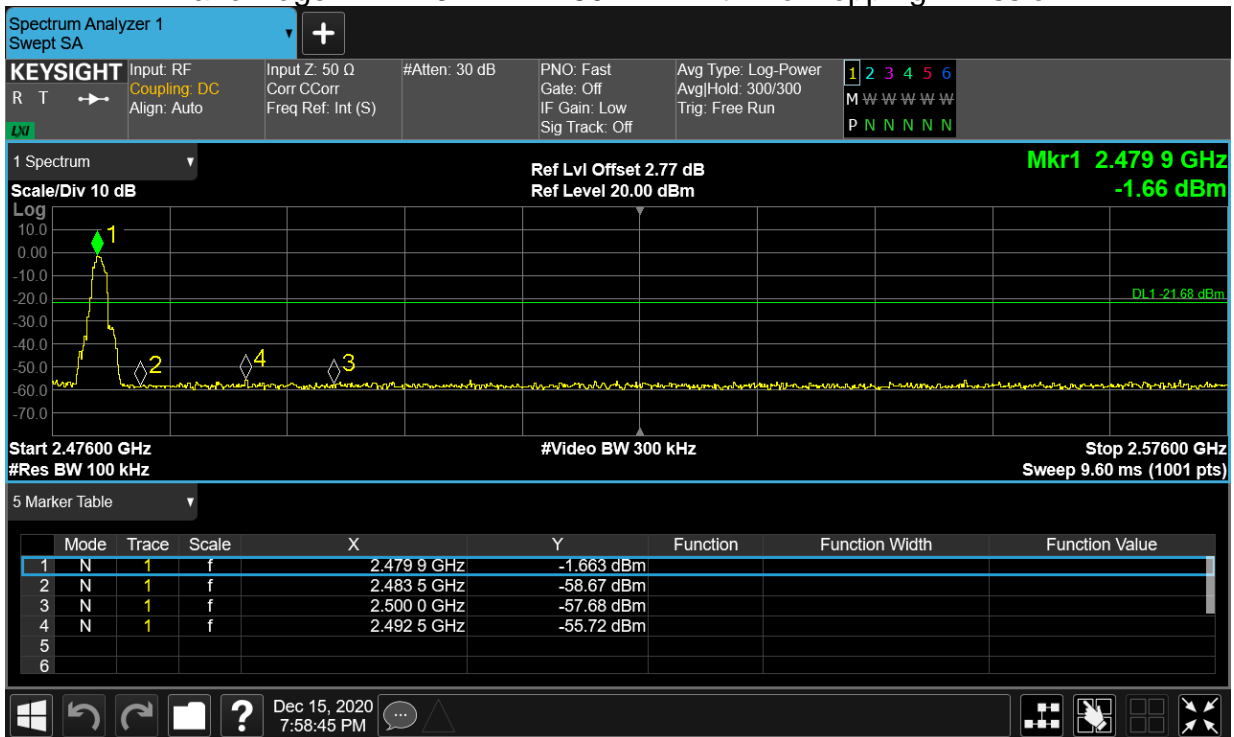 Spectrum Analyzer 1
Swept SA
+
KEYSIGHT
R T
LXI
Input: RF
Coupling: DC
Align: Auto
Input Z: 50 Ω
Corr CCorr
Freq Ref: Int (S)
#Atten: 30 dB
PNO: Fast
Gate: Off
IF Gain: Low
Sig Track: Off
Avg Type: Log-Power
Avg|Hold: 300/300
Trig: Free Run
1 2 3 4 5 6
M W W W W W
P N N N N N
1 Spectrum
Scale/Div 10 dB
Ref Lvl Offset 2.77 dB
Ref Level 20.00 dBm
Mkr1 2.479 9 GHz
-1.66 dBm
Log
10.0
0.00
-10.0
-20.0
-30.0
-40.0
-50.0
-60.0
-70.0
1
2
4
3
DL1 -21.68 dBm
Start 2.47600 GHz
#Video BW 300 kHz
Stop 2.57600 GHz
#Res BW 100 kHz
Sweep 9.60 ms (1001 pts)
5 Marker Table
Mode Trace Scale X Y Function Function Width Function Value
1 N 1 f 2.479 9 GHz -1.663 dBm
2 N 1 f 2.483 5 GHz -58.67 dBm
3 N 1 f 2.500 0 GHz -57.68 dBm
4 N 1 f 2.492 5 GHz -55.72 dBm
5
6
?
Dec 15, 2020
7:58:45 PM